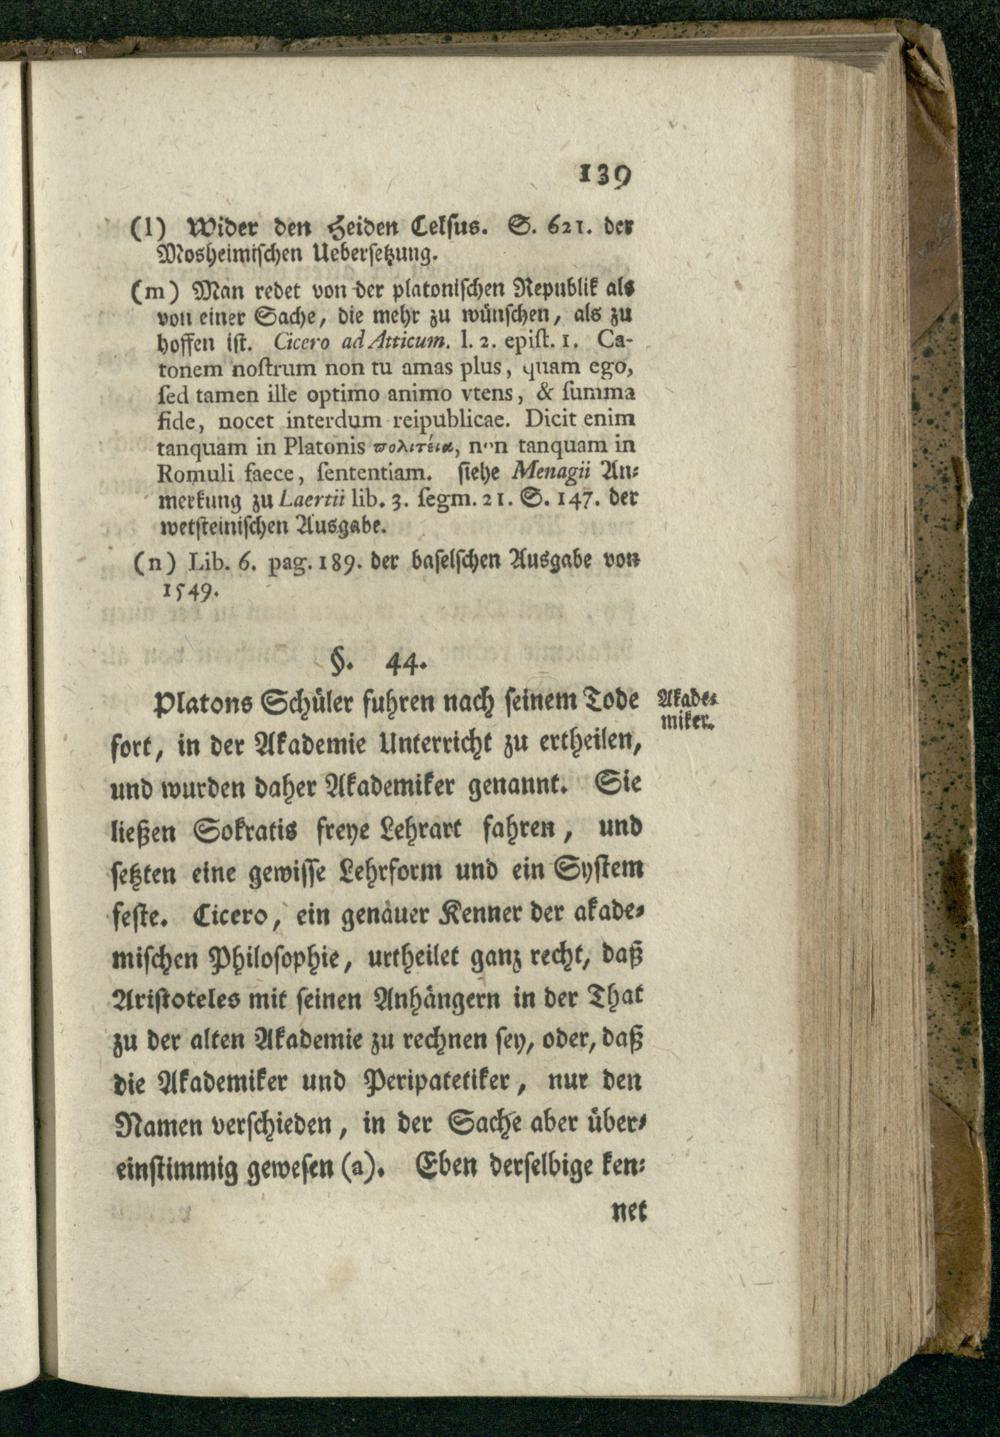 139
(l) Wider den Heiden Celsus. S. 621. der
Mosheimischen Uebersetzung.
(m) Man redet von der platonischen Republik als
von einer Sache, die mehr zu wünschen, als zu
hoffen ist. Cicero ad Atticum. l. 2. epist. 1. Ca-
tonem nostrum non tu amas plus, quam ego,
sed tamen ille optimo animo vtens, & summa
fide, nocet interdum reipublicae. Dicit enim
tanquam in Platonis πολιτείᾳ, non tanquam in
Romuli faece, sententiam. siehe Menagii An-
merkung zu Laertii lib. 3. segm. 21. S. 147. der
wetsteinischen Ausgabe.
(n) Lib. 6. pag. 189. der baselschen Ausgabe von
1549.
§. 44.
Platons Schüler fuhren nach seinem Tode
Akade-
miker.
fort, in der Akademie Unterricht zu ertheilen,
und wurden daher Akademiker genannt. Sie
ließen Sokratis freye Lehrart fahren, und
setzten eine gewisse Lehrform und ein System
feste. Cicero, ein genauer Kenner der akade-
mischen Philosophie, urtheilet ganz recht, daß
Aristoteles mit seinen Anhängern in der That
zu der alten Akademie zu rechnen sey, oder, daß
die Akademiker und Peripatetiker, nur den
Namen verschieden, in der Sache aber über-
einstimmig gewesen (a). Eben derselbige ken-
net